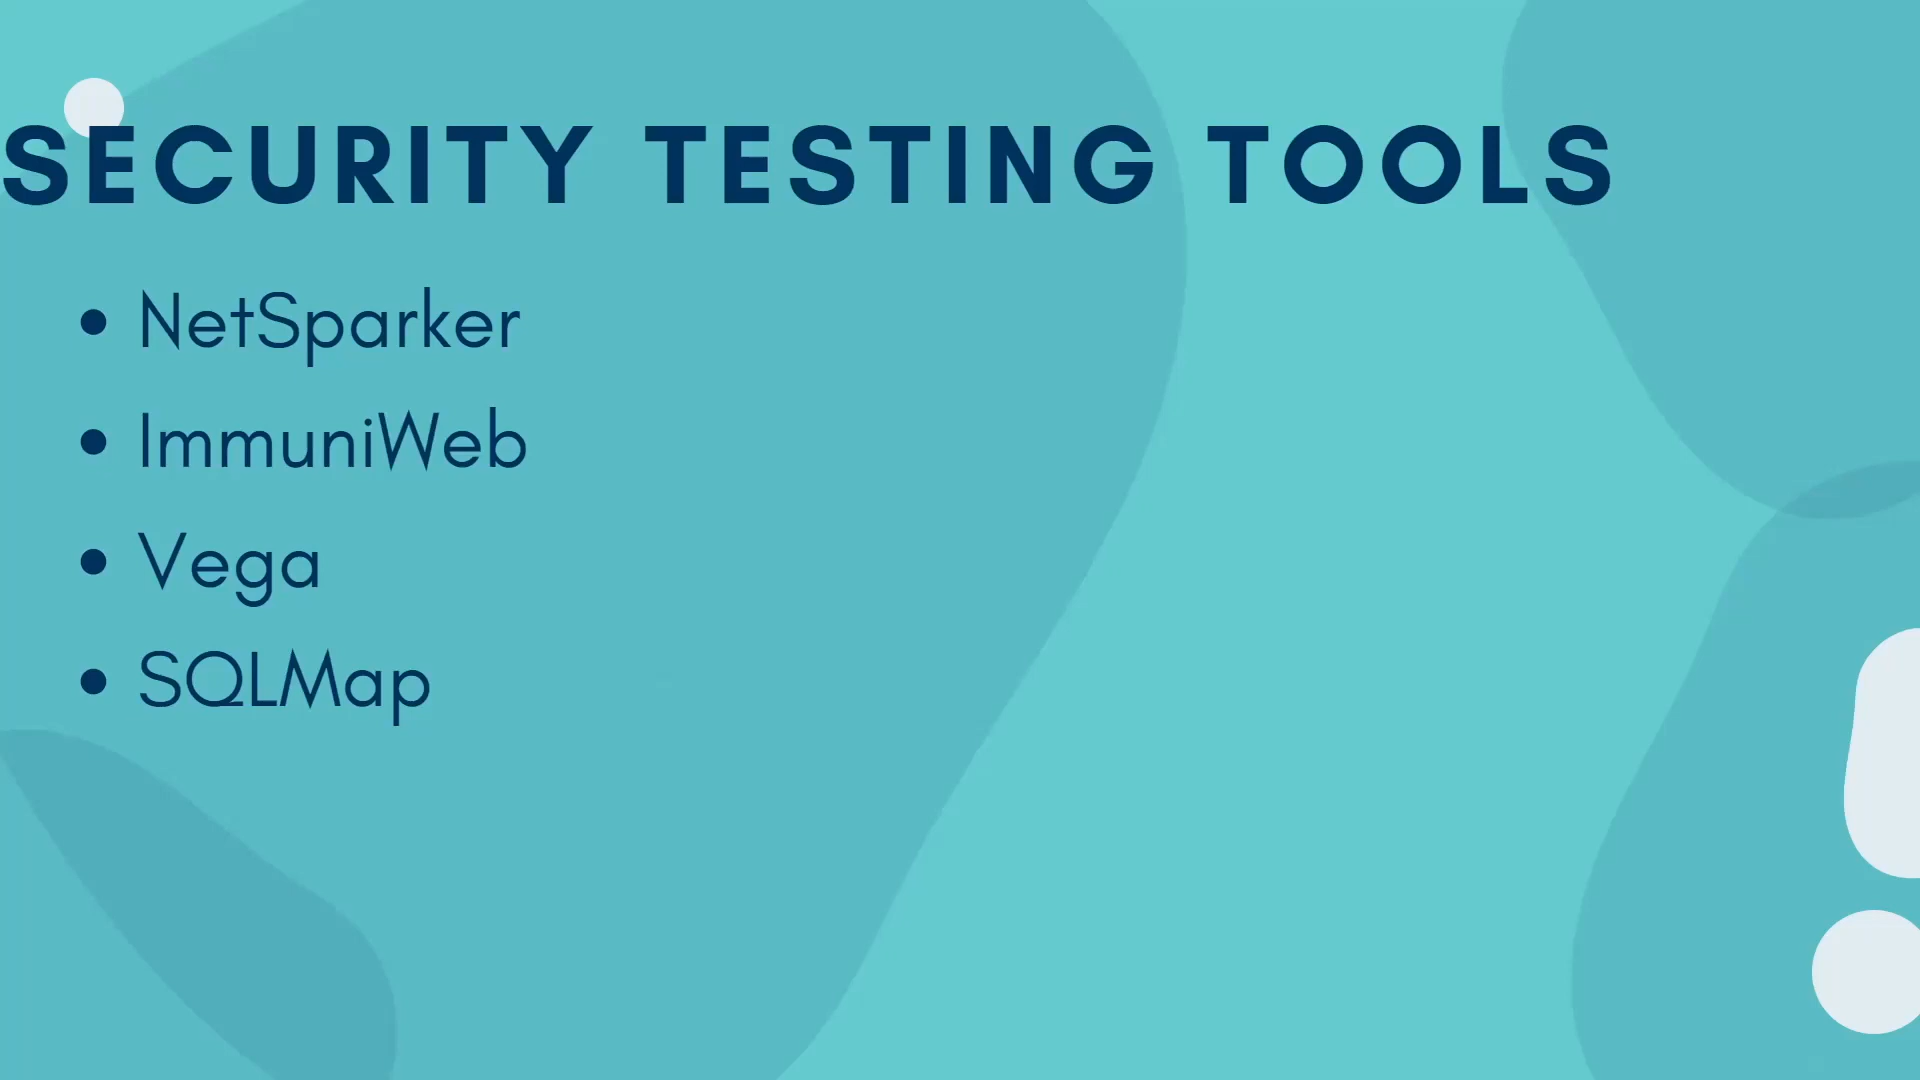 SECURITY TESTING TOOLS
• NetSparker
• ImmuniWeb
• Vega
• SQLMap